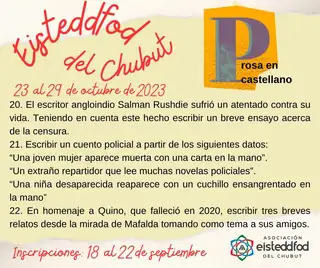 Eisteddfod
del Chubut
P
rosa en
castellano
23 al 29 de octubre de 2023
20. El escritor angloindio Salman Rushdie sufrió un atentado contra su
vida. Teniendo en cuenta este hecho escribir un breve ensayo acerca
de la censura.
21. Escribir un cuento policial a partir de los siguientes datos:
“Una joven mujer aparece muerta con una carta en la mano”.
“Un extraño repartidor que lee muchas novelas policiales”.
“Una niña desaparecida reaparece con un cuchillo ensangrentado en
la mano”
22. En homenaje a Quino, que falleció en 2020, escribir tres breves
relatos desde la mirada de Mafalda tomando como tema a sus amigos.
Inscripciones: 18 al 22 de septiembre
ASOCIACIÓN
eisteddfod
DEL CHUBUT